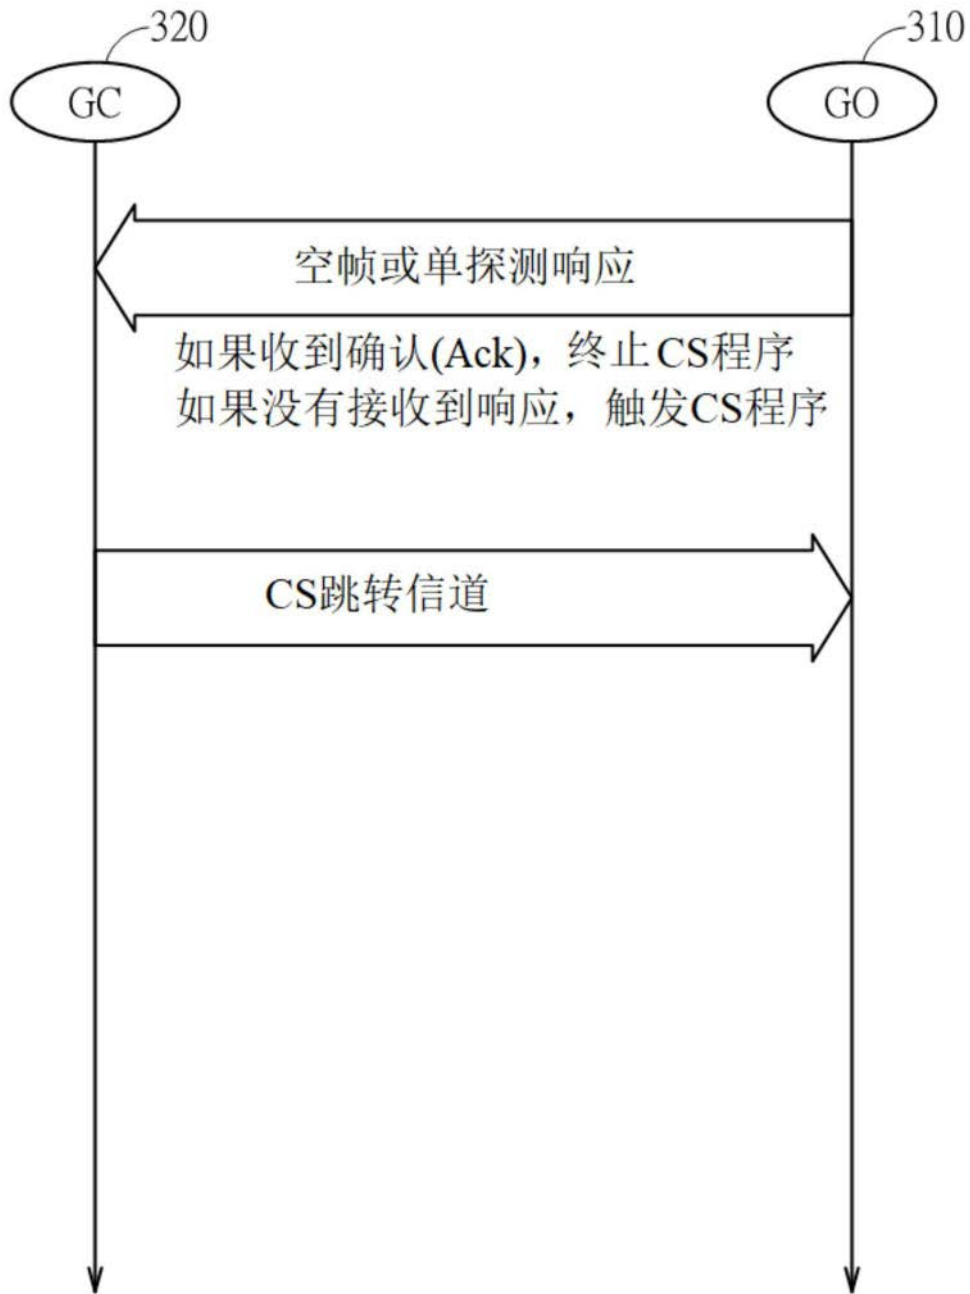 320
310
GC
GO
空帧或单探测响应
如果收到确认(Ack)，终止CS程序
如果没有接收到响应，触发CS程序
CS跳转信道